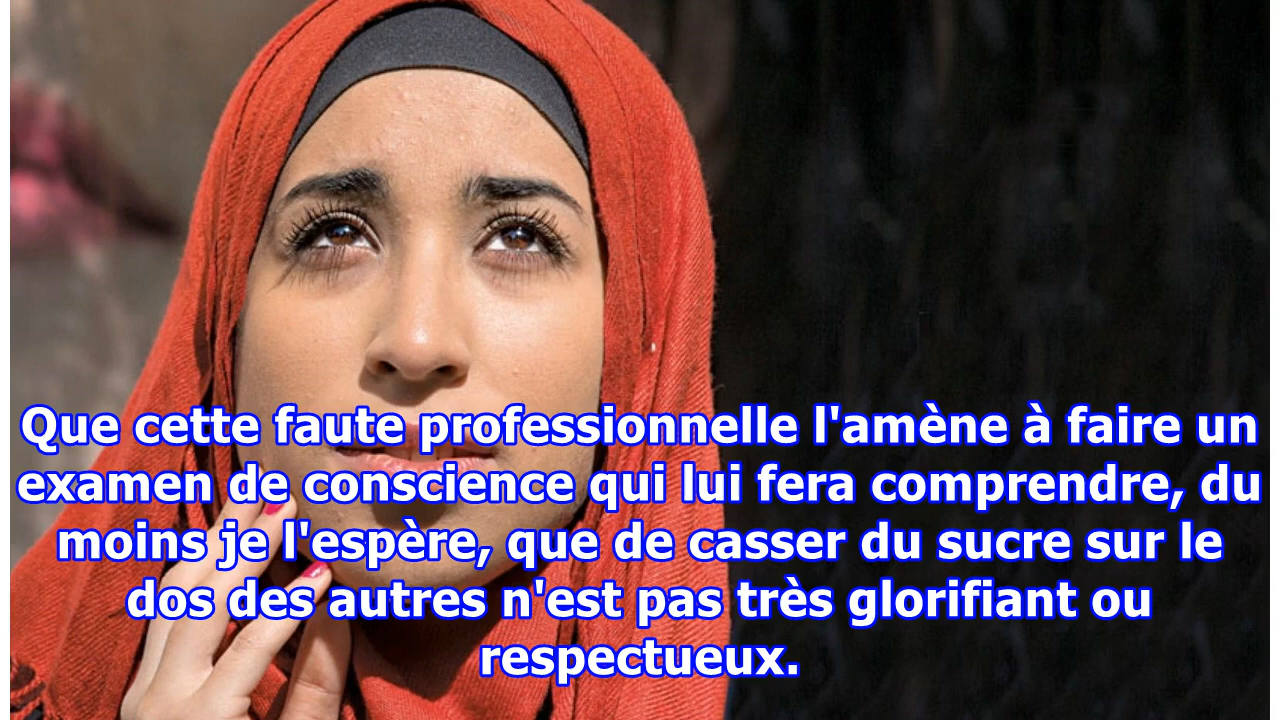 Que cette faute professionnelle l'amène à faire un
examen de conscience qui lui fera comprendre, du
moins je l'espère, que de casser du sucre sur le
dos des autres n'est pas très glorifiant ou
respectueux.